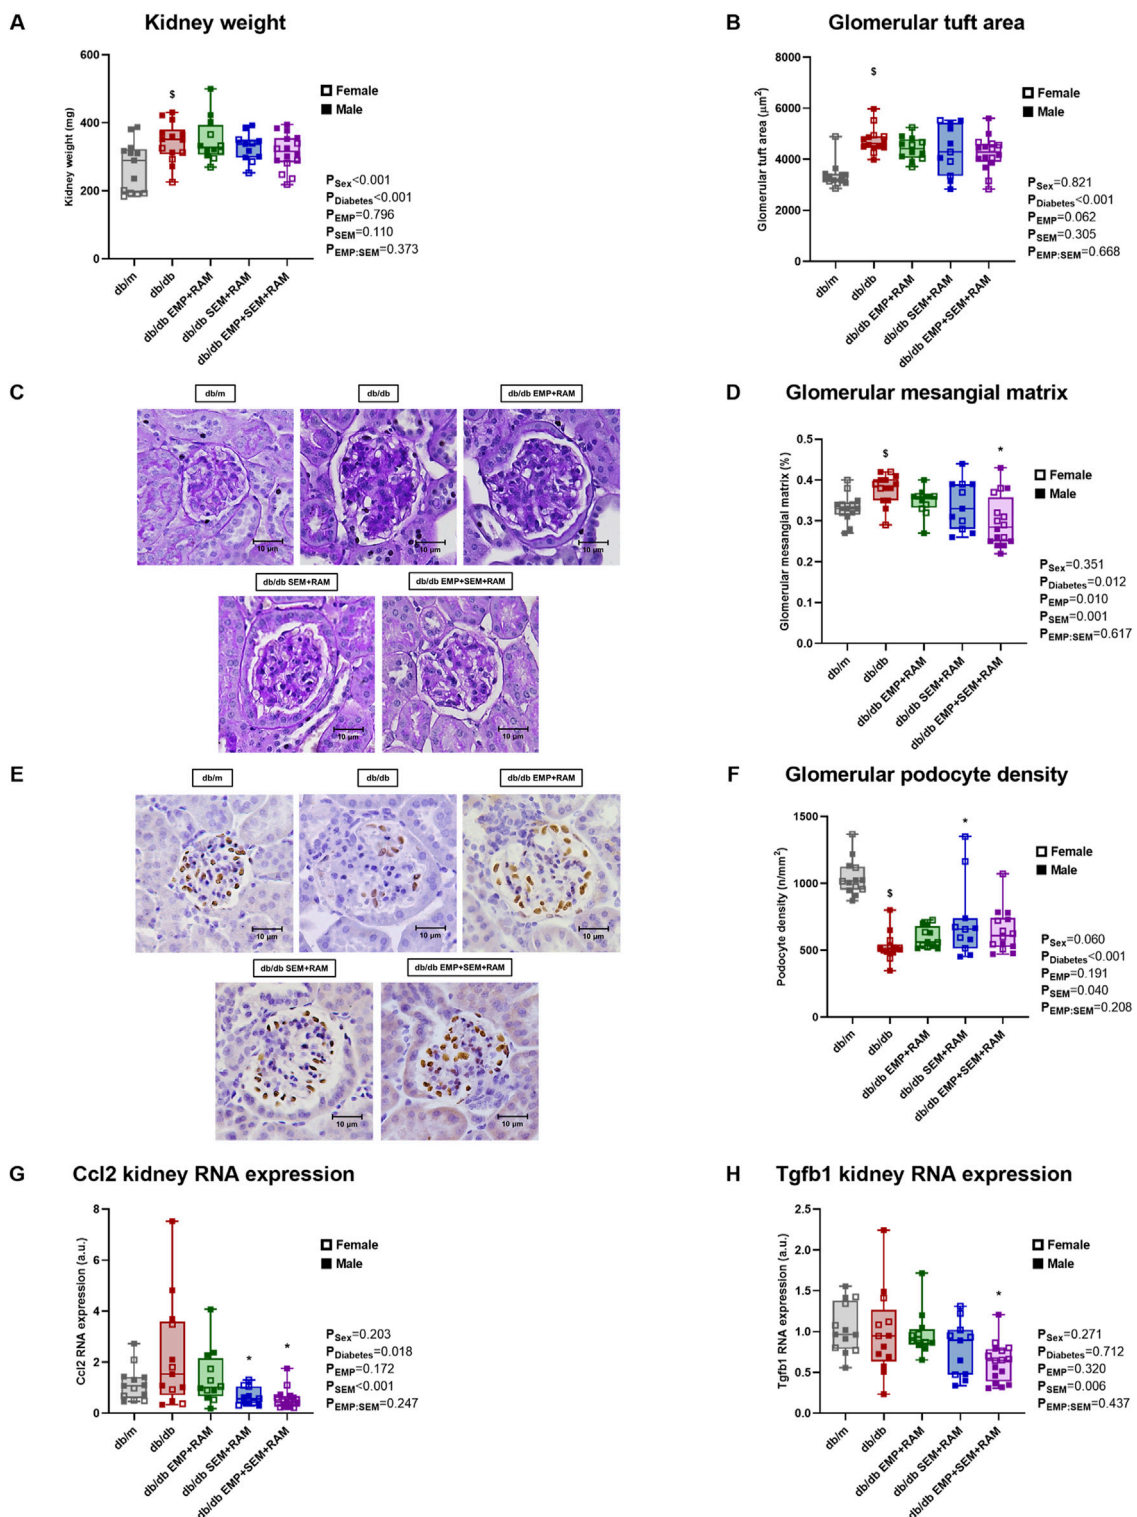 A Kidney weight
600
400
200
0
Kidney weight (mg)
$
Female
Male
PSex<0.001
PDiabetes<0.001
PEMP=0.796
PSEM=0.110
PEMP:SEM=0.373
db/m
db/db
db/db EMP+RAM
db/db SEM+RAM
db/db EMP+SEM+RAM
B Glomerular tuft area
8000
6000
4000
2000
0
Glomerular tuft area (μm2)
$
Female
Male
PSex=0.821
PDiabetes<0.001
PEMP=0.062
PSEM=0.305
PEMP:SEM=0.668
db/m
db/db
db/db EMP+RAM
db/db SEM+RAM
db/db EMP+SEM+RAM
C
db/m
db/db
db/db EMP+RAM
10 μm
10 μm
10 μm
db/db SEM+RAM
db/db EMP+SEM+RAM
10 μm
10 μm
D Glomerular mesangial matrix
0.5
0.4
0.3
0.2
0.1
0.0
Glomerular mesangial matrix (%)
$
*
Female
Male
PSex=0.351
PDiabetes=0.012
PEMP=0.010
PSEM=0.001
PEMP:SEM=0.617
db/m
db/db
db/db EMP+RAM
db/db SEM+RAM
db/db EMP+SEM+RAM
E
db/m
db/db
db/db EMP+RAM
10 μm
10 μm
10 μm
db/db SEM+RAM
db/db EMP+SEM+RAM
10 μm
10 μm
F Glomerular podocyte density
1500
1000
500
0
Podocyte density (n/mm2)
$
*
Female
Male
PSex=0.060
PDiabetes<0.001
PEMP=0.191
PSEM=0.040
PEMP:SEM=0.208
db/m
db/db
db/db EMP+RAM
db/db SEM+RAM
db/db EMP+SEM+RAM
G Ccl2 kidney RNA expression
8
6
4
2
0
Ccl2 RNA expression (a.u.)
*
*
Female
Male
PSex=0.203
PDiabetes=0.018
PEMP=0.172
PSEM<0.001
PEMP:SEM=0.247
db/m
db/db
db/db EMP+RAM
db/db SEM+RAM
db/db EMP+SEM+RAM
H Tgfb1 kidney RNA expression
2.5
2.0
1.5
1.0
0.5
0.0
Tgfb1 RNA expression (a.u.)
*
Female
Male
PSex=0.271
PDiabetes=0.712
PEMP=0.320
PSEM=0.006
PEMP:SEM=0.437
db/m
db/db
db/db EMP+RAM
db/db SEM+RAM
db/db EMP+SEM+RAM